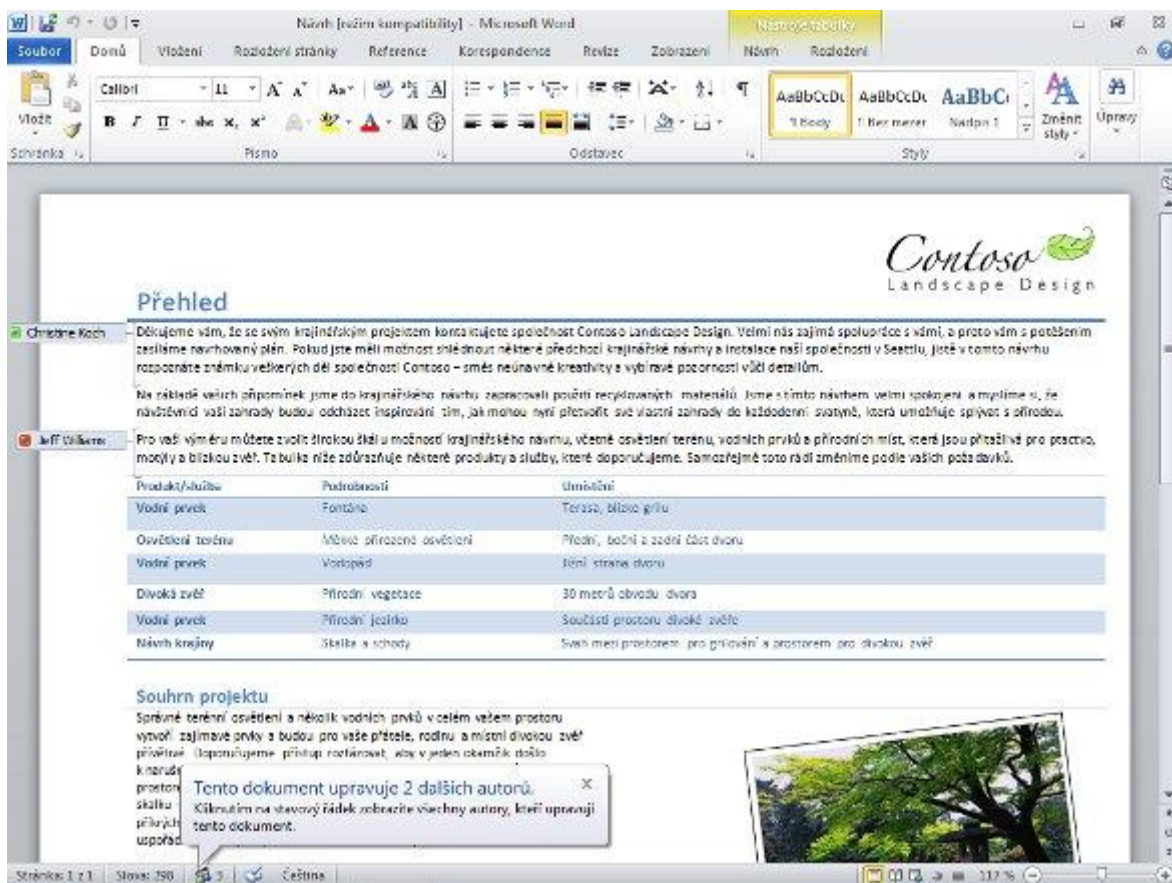 Návrh [režim kompatibility] - Microsoft Word
Nástroje tabulky
Soubor Domů Vložení Rozložení stránky Reference Korespondence Revize Zobrazení Návrh Rozložení
Calibri 11
AaBbCcDc AaBbCcDc AaBbC
Vložit
¶ Body ¶ Bez mezer Nadpis 1
Změnit styly
Úpravy
Schránka Písmo Odstavec Styly
Contoso
Landscape Design
Přehled
Christine Koch
Děkujeme vám, že se svým krajinářským projektem kontaktujete společnost Contoso Landscape Design. Velmi nás zajímá spolupráce s vámi, a proto vám s potěšením
zasíláme navrhovaný plán. Pokud jste měli možnost shlédnout některé předchozí krajinářské návrhy a instalace naší společnosti v Seattlu, jistě v tomto návrhu
rozpoznáte známku veškerých děl společnosti Contoso – směs neúnavné kreativity a vybíravé pozornosti vůči detailům.
Na základě vašich připomínek jsme do krajinářského návrhu zapracovali použití recyklovaných materiálů. Jsme s tímto návrhem velmi spokojeni a myslíme si, že
návštěvníci vaší zahrady budou odcházet inspirováni tím, jak mohou nyní přetvořit své vlastní zahrady do každodenní svatyně, která umožňuje splývat s přírodou.
Jeff Williams
Pro vaši výměru můžete zvolit širokou škálu možností krajinářského návrhu, včetně osvětlení terénu, vodních prvků a přírodních míst, která jsou přitažlivá pro ptactvo,
motýly a blízkou zvěř. Tabulka níže zdůrazňuje některé produkty a služby, které doporučujeme. Samozřejmě toto rádi změníme podle vašich požadavků.
Produkt/služba Podrobnosti Umístění
Vodní prvek Fontána Terasa, blízko grilu
Osvětlení terénu Měkké přirozené osvětlení Přední, boční a zadní část dvoru
Vodní prvek Vodopád Jižní strana dvoru
Divoká zvěř Přírodní vegetace 30 metrů obvodu dvora
Vodní prvek Přírodní jezírko Součástí prostoru divoké zvěře
Návrh krajiny Skalka a schody Svah mezi prostorem pro grilování a prostorem pro divokou zvěř
Souhrn projektu
Správné terénní osvětlení a několik vodních prvků v celém vašem prostoru
vytvoří zajímavé prvky a budou pro vaše přátele, rodinu a místní divokou zvěř
přívětivé. Doporučujeme přístup rozfázovat, aby v jeden okamžik došlo
k naruš
prostor
skalku
příkrých
uspořád
Tento dokument upravuje 2 dalších autorů.
Kliknutím na stavový řádek zobrazíte všechny autory, kteří upravují
tento dokument.
Stránka: 1 z 1 Slova: 298 3 Čeština 117 %